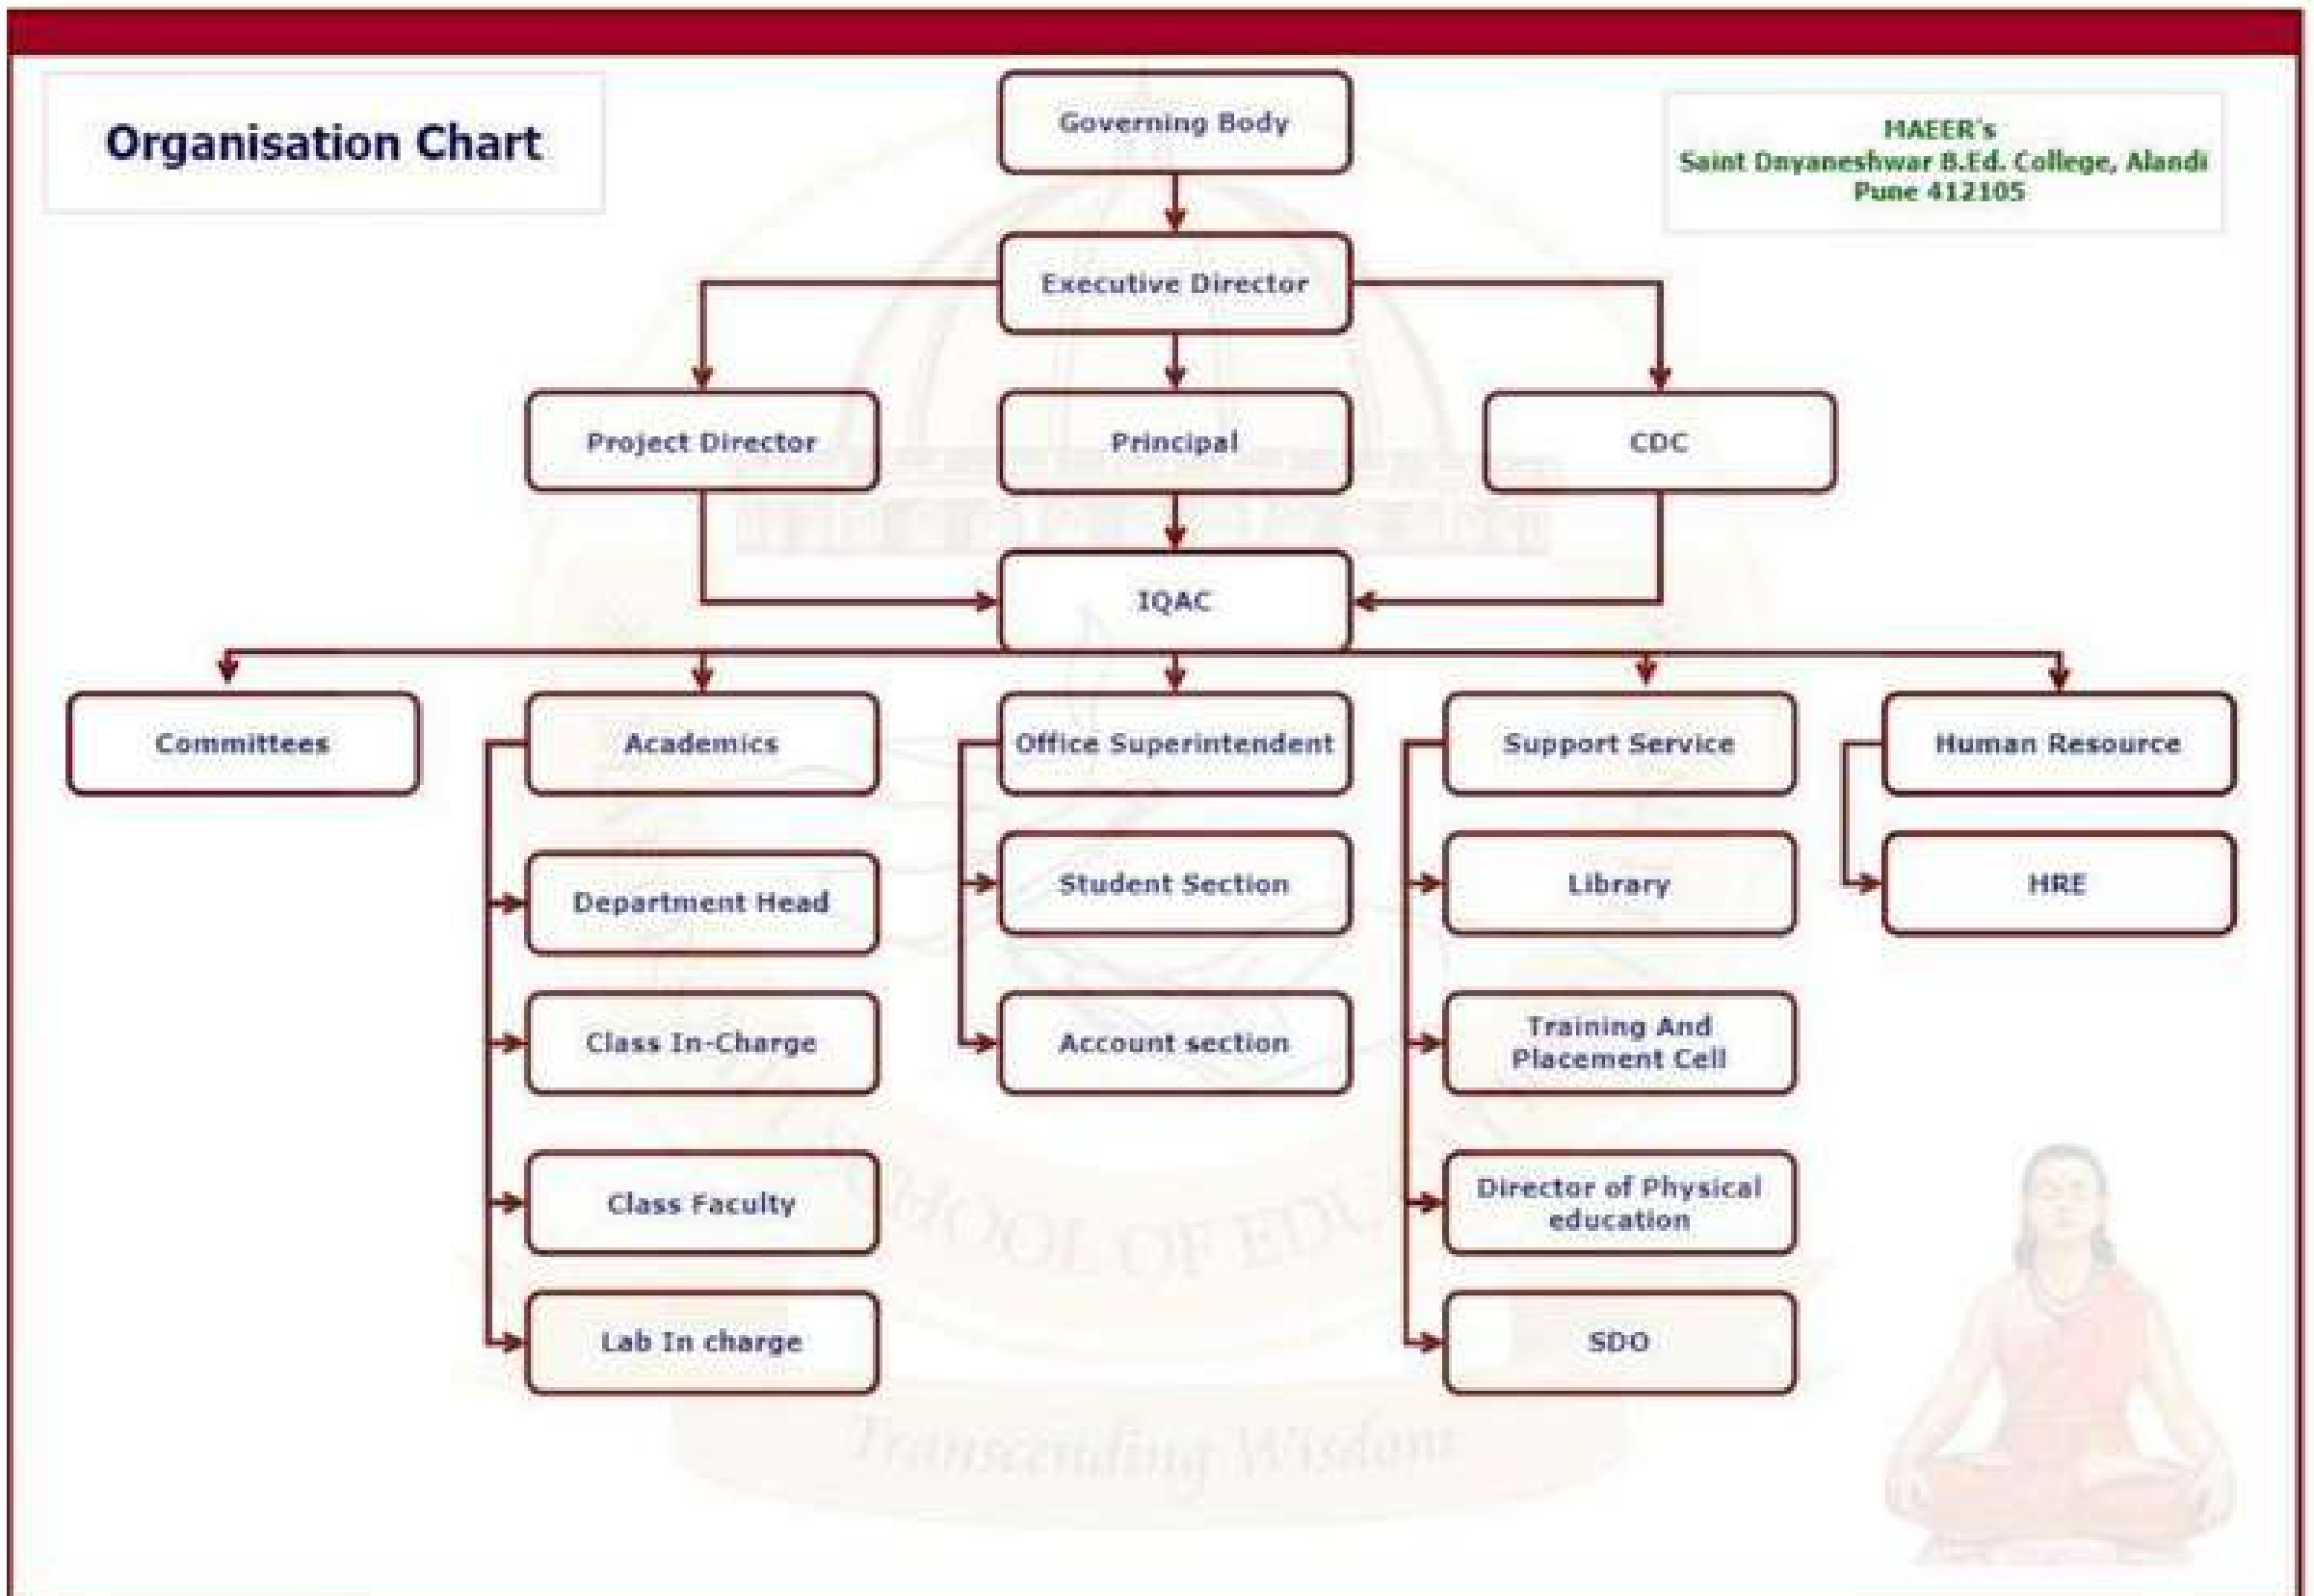 Organisation Chart
MAEER's
Saint Dnyaneshwar B.Ed. College, Alandi
Pune 412105
Governing Body
Executive Director
Project Director
Principal
CDC
IQAC
Committees
Academics
Office Superintendent
Support Service
Human Resource
Department Head
Student Section
Library
HRE
Class In-Charge
Account section
Training And
Placement Cell
Class Faculty
Director of Physical
education
Lab In charge
SDO
Transcending Wisdom